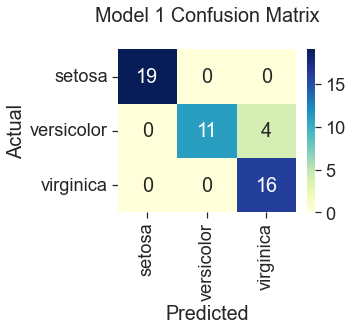 Model 1 Confusion Matrix
Actual
setosa 19 0 0
versicolor 0 11 4
virginica 0 0 16
setosa
versicolor
virginica
Predicted
15
10
5
0